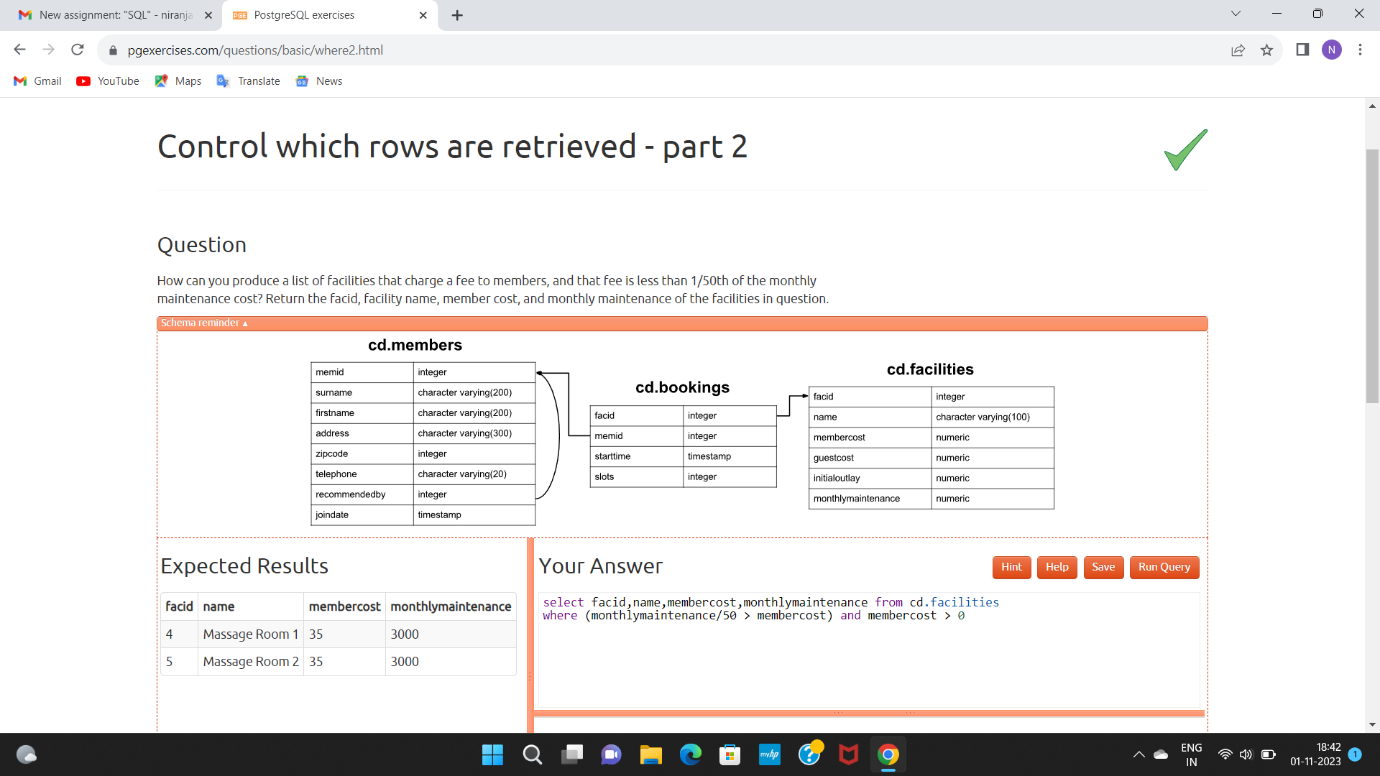 New assignment: "SQL" - niranja
PostgreSQL exercises
pgexercises.com/questions/basic/where2.html
N
Gmail YouTube Maps Translate News
Control which rows are retrieved - part 2
Question
How can you produce a list of facilities that charge a fee to members, and that fee is less than 1/50th of the monthly
maintenance cost? Return the facid, facility name, member cost, and monthly maintenance of the facilities in question.
Schema reminder ▴
cd.members
memid integer
surname character varying(200)
firstname character varying(200)
address character varying(300)
zipcode integer
telephone character varying(20)
recommendedby integer
joindate timestamp
cd.bookings
facid integer
memid integer
starttime timestamp
slots integer
cd.facilities
facid integer
name character varying(100)
membercost numeric
guestcost numeric
initialoutlay numeric
monthlymaintenance numeric
Expected Results
facid name membercost monthlymaintenance
4 Massage Room 1 35 3000
5 Massage Room 2 35 3000
Your Answer
Hint Help Save Run Query
select facid,name,membercost,monthlymaintenance from cd.facilities
where (monthlymaintenance/50 > membercost) and membercost > 0
ENG
IN
18:42
01-11-2023
1